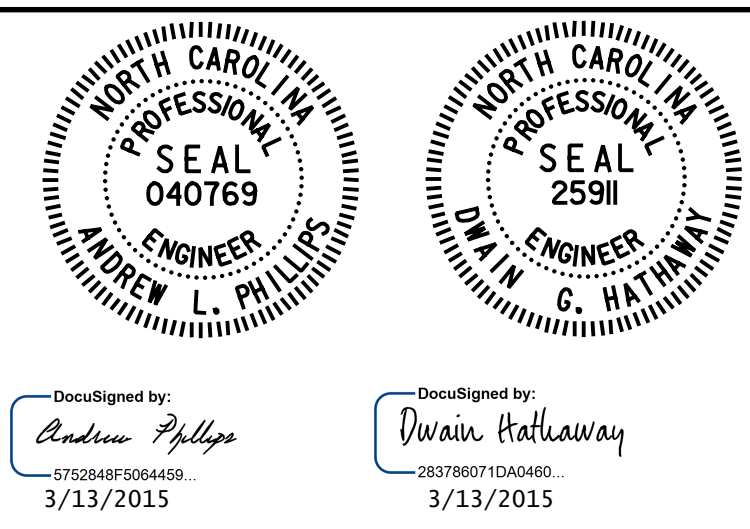 NORTH CAROLINA
PROFESSIONAL
SEAL
040769
ENGINEER
ANDREW L. PHILLIPS
NORTH CAROLINA
PROFESSIONAL
SEAL
25911
ENGINEER
DWAIN G. HATHAWAY
DocuSigned by:
Andrew Phillips
5752848F5064459...
3/13/2015
DocuSigned by:
Dwain Hathaway
283786071DA0460...
3/13/2015